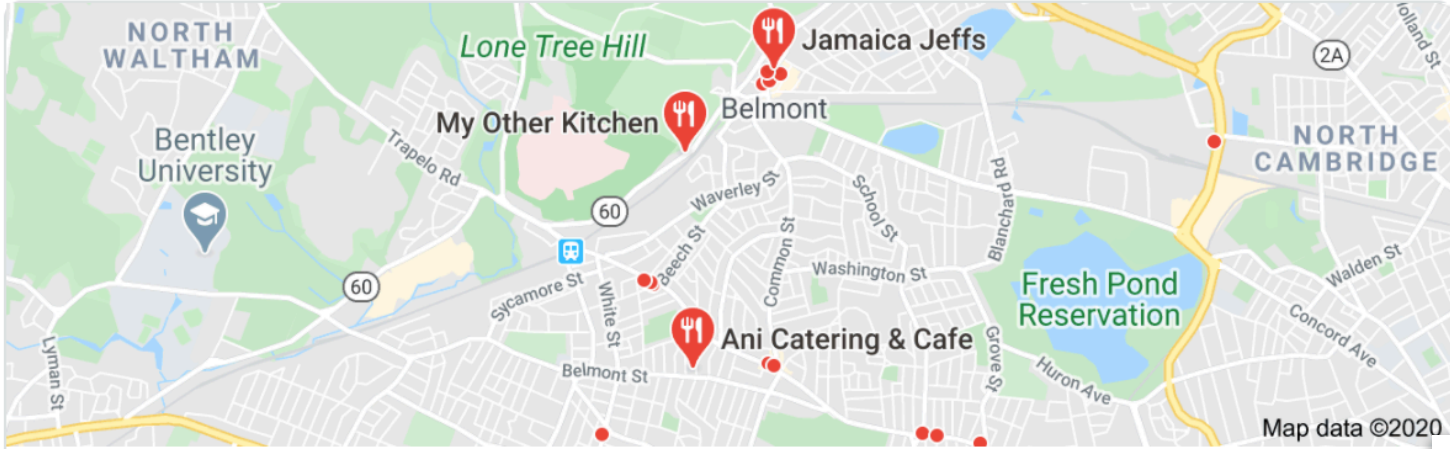 NORTH
WALTHAM
Lone Tree Hill
Jamaica Jeffs
2A
My Other Kitchen
Belmont
Bentley
University
Trapelo Rd
NORTH
CAMBRIDGE
60
Waverley St
School St
Blanchard Rd
Beech St
Common St
Washington St
Walden St
60
Sycamore St
White St
Fresh Pond
Reservation
Concord Ave
Lyman St
Ani Catering & Cafe
Belmont St
Grove St
Huron Ave
Map data ©2020